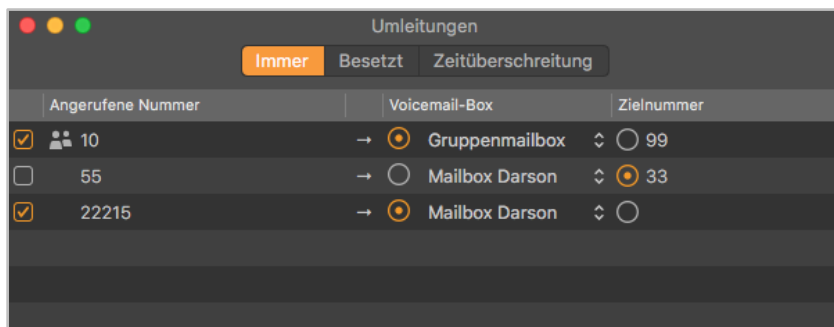 Umleitungen
Immer Besetzt Zeitüberschreitung
Angerufene Nummer Voicemail-Box Zielnummer
10 → Gruppenmailbox 99
55 → Mailbox Darson 33
22215 → Mailbox Darson